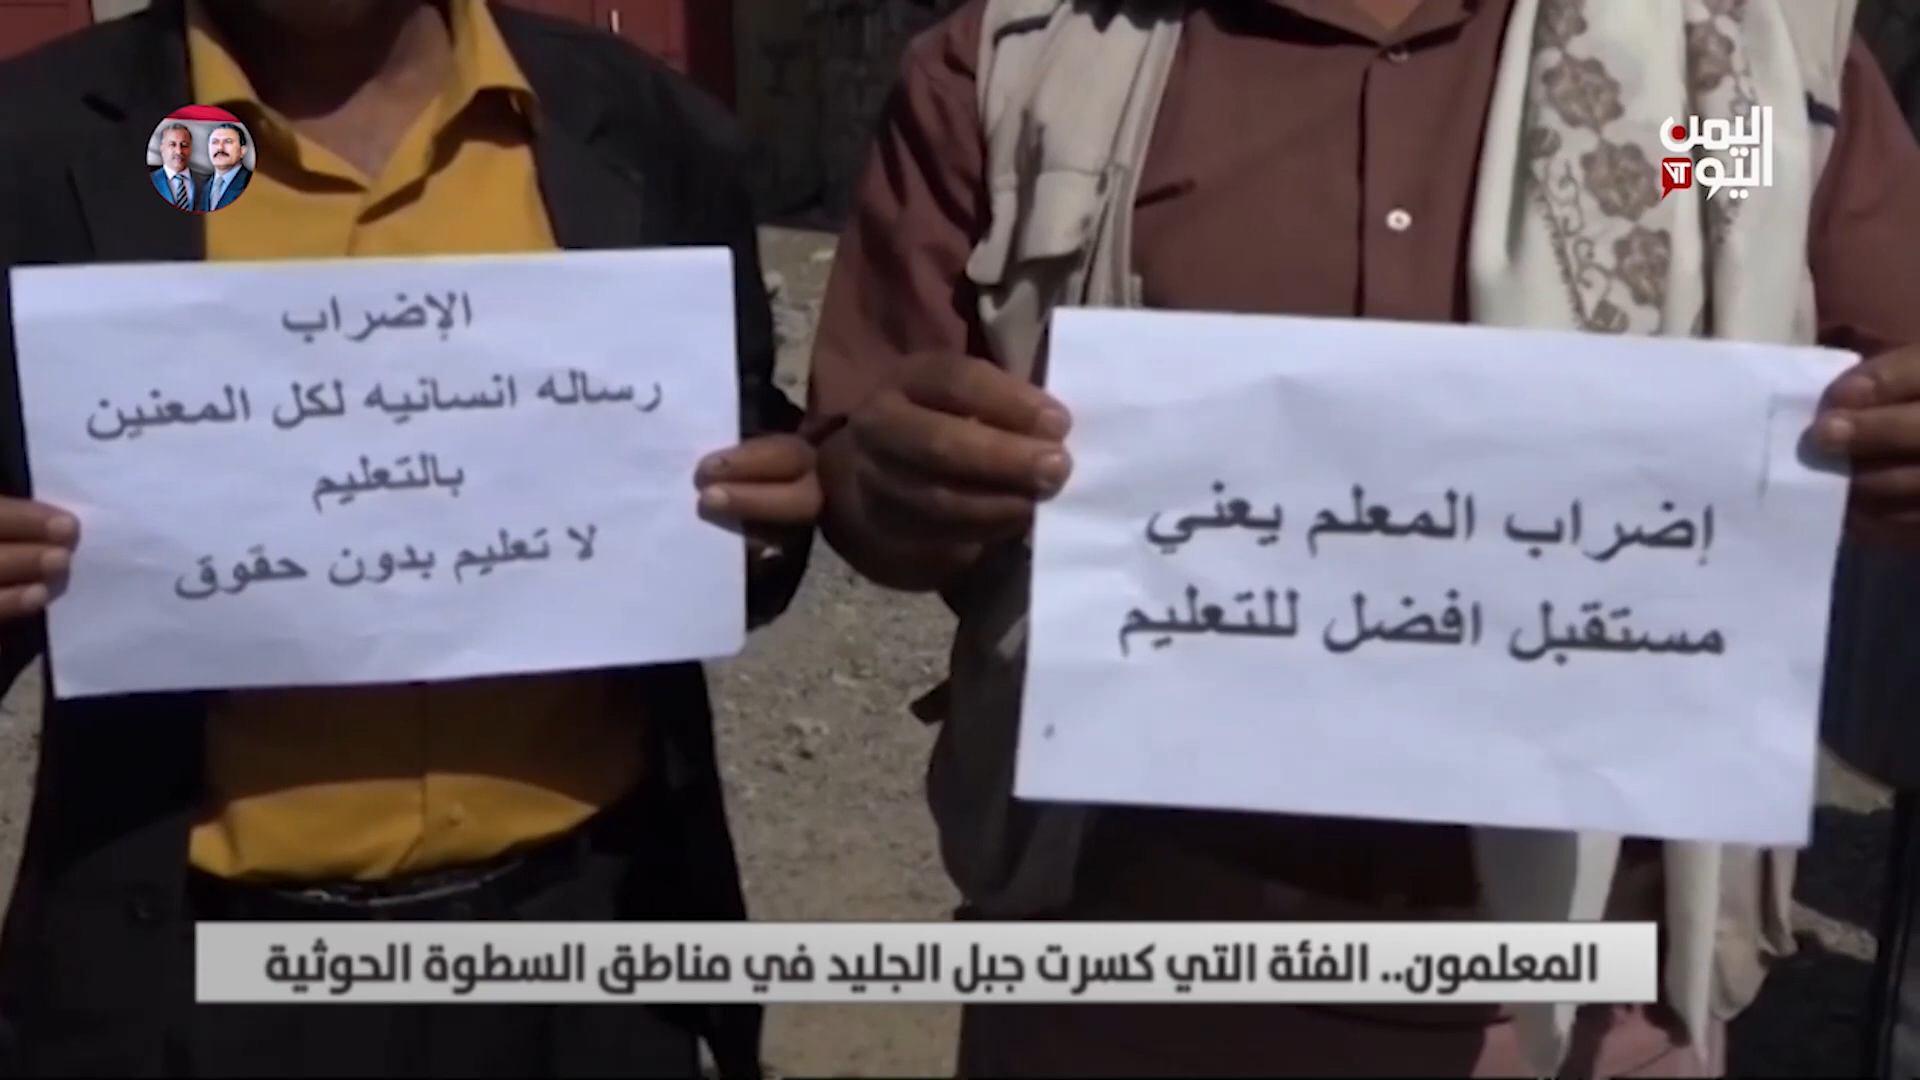 اليمن
اليوم
YT
الإضراب
رساله انسانيه لكل المعنين
بالتعليم
لا تعليم بدون حقوق
إضراب المعلم يعني
مستقبل افضل للتعليم
المعلمون.. الفئة التي كسرت جبل الجليد في مناطق السطوة الحوثية